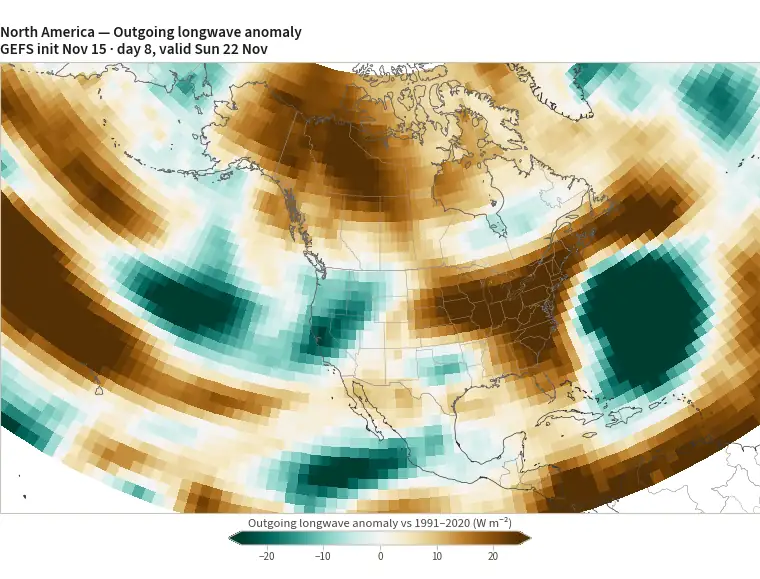 North America — Outgoing longwave anomaly
GEFS init Nov 15 · day 8, valid Sun 22 Nov
Outgoing longwave anomaly vs 1991–2020 (W m⁻²)
−20 −10 0 10 20